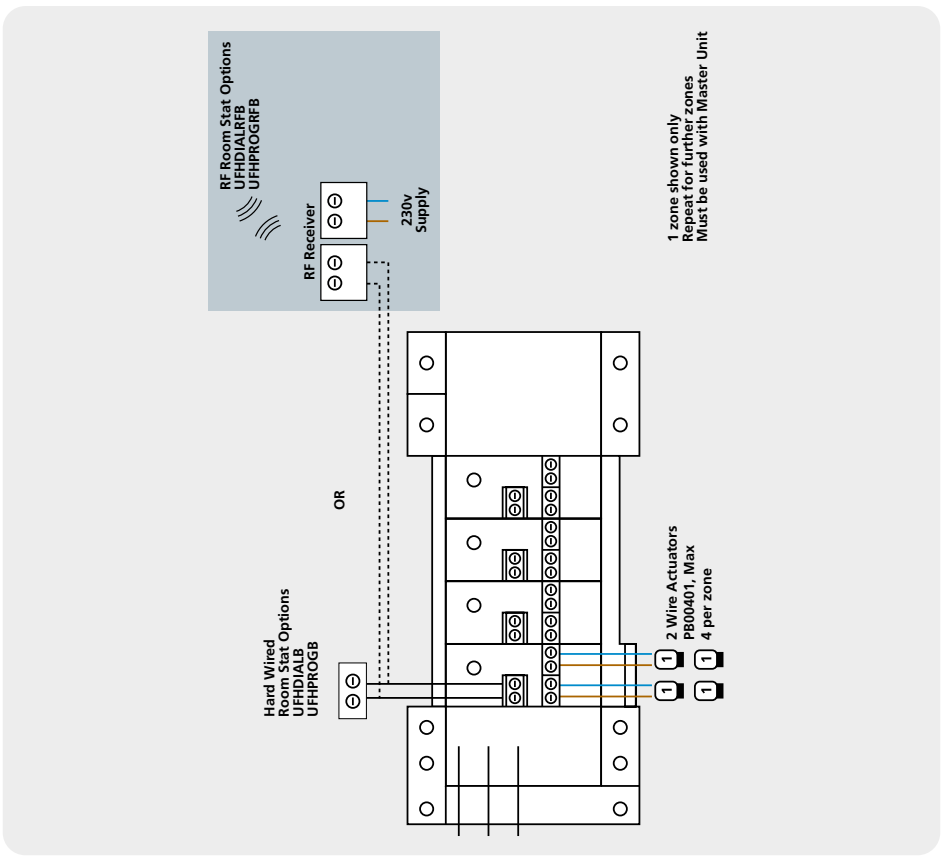 RF Room Stat Options
UFHDIALRFB
UFHPROGRFB
RF Receiver
230v
Supply
1 zone shown only
Repeat for further zones
Must be used with Master Unit
OR
Hard Wired
Room Stat Options
UFHDIALB
UFHPROGB
2 Wire Actuators
PB00401, Max
4 per zone
1
1
1
1